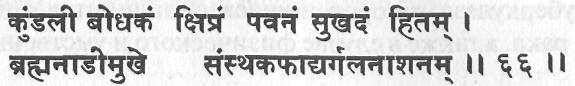 कुंडली बोधकं क्षिप्रं पवनं सुखदं हितम् ।
ब्रह्मनाडीमुखे संस्थकफाद्यर्गलनाशनम् ॥ ६६ ॥